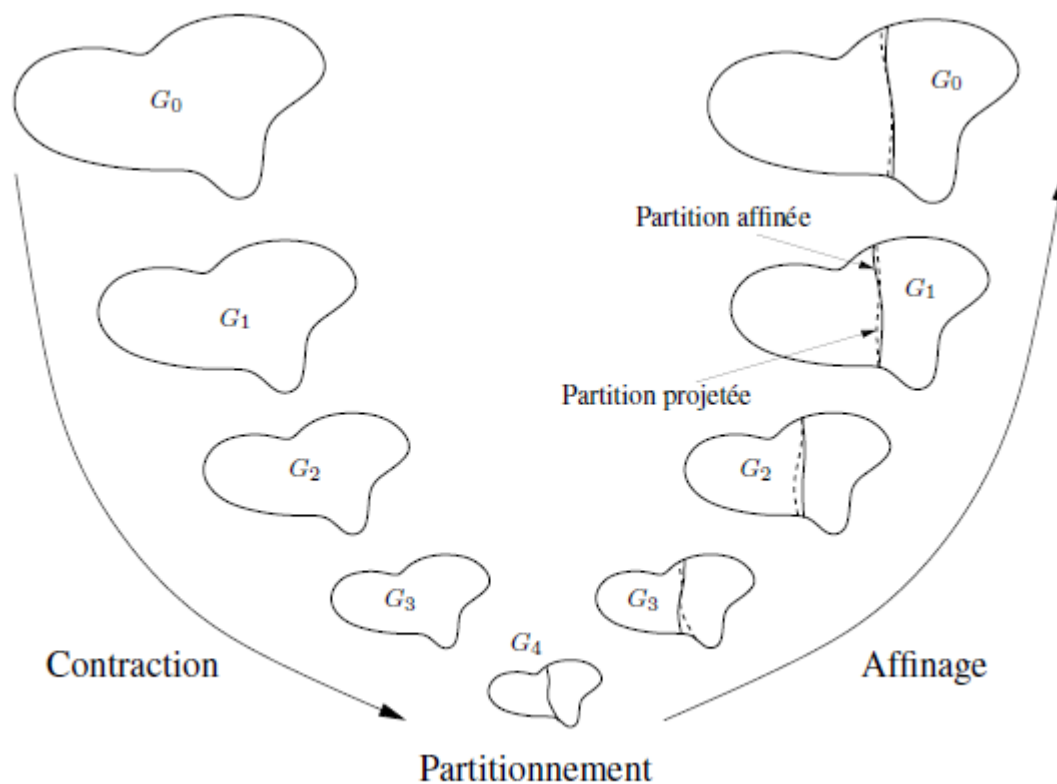 G₀
G₀
Partition affinée
G₁
G₁
Partition projetée
G₂
G₂
G₃
G₃
G₄
Contraction
Affinage
Partitionnement